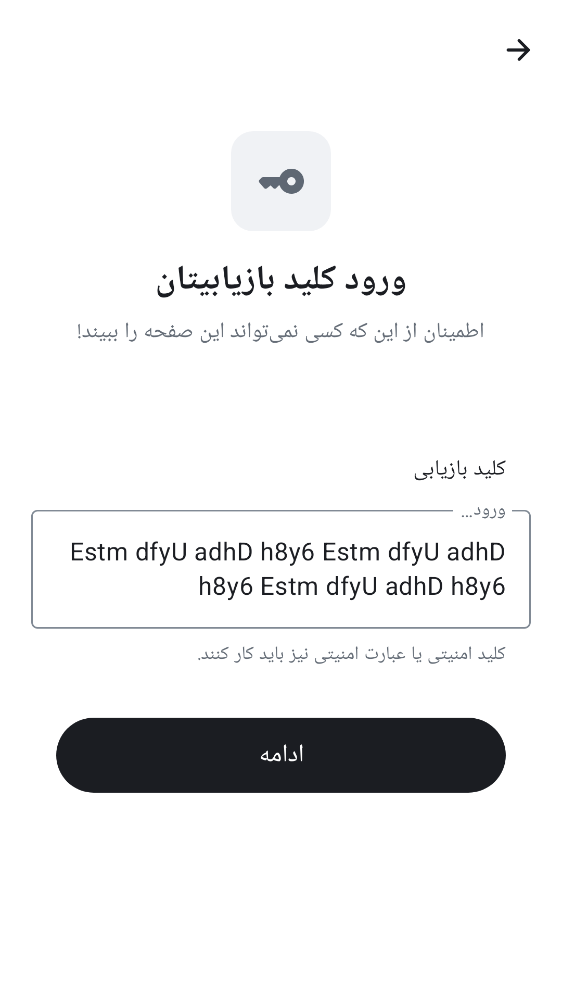 ورود کلید بازیابیتان
اطمینان از این که کسی نمی‌تواند این صفحه را ببیند!
کلید بازیابی
ورود...
Estm dfyU adhD h8y6 Estm dfyU adhD
h8y6 Estm dfyU adhD h8y6
کلید امنیتی یا عبارت امنیتی نیز باید کار کنند.
ادامه